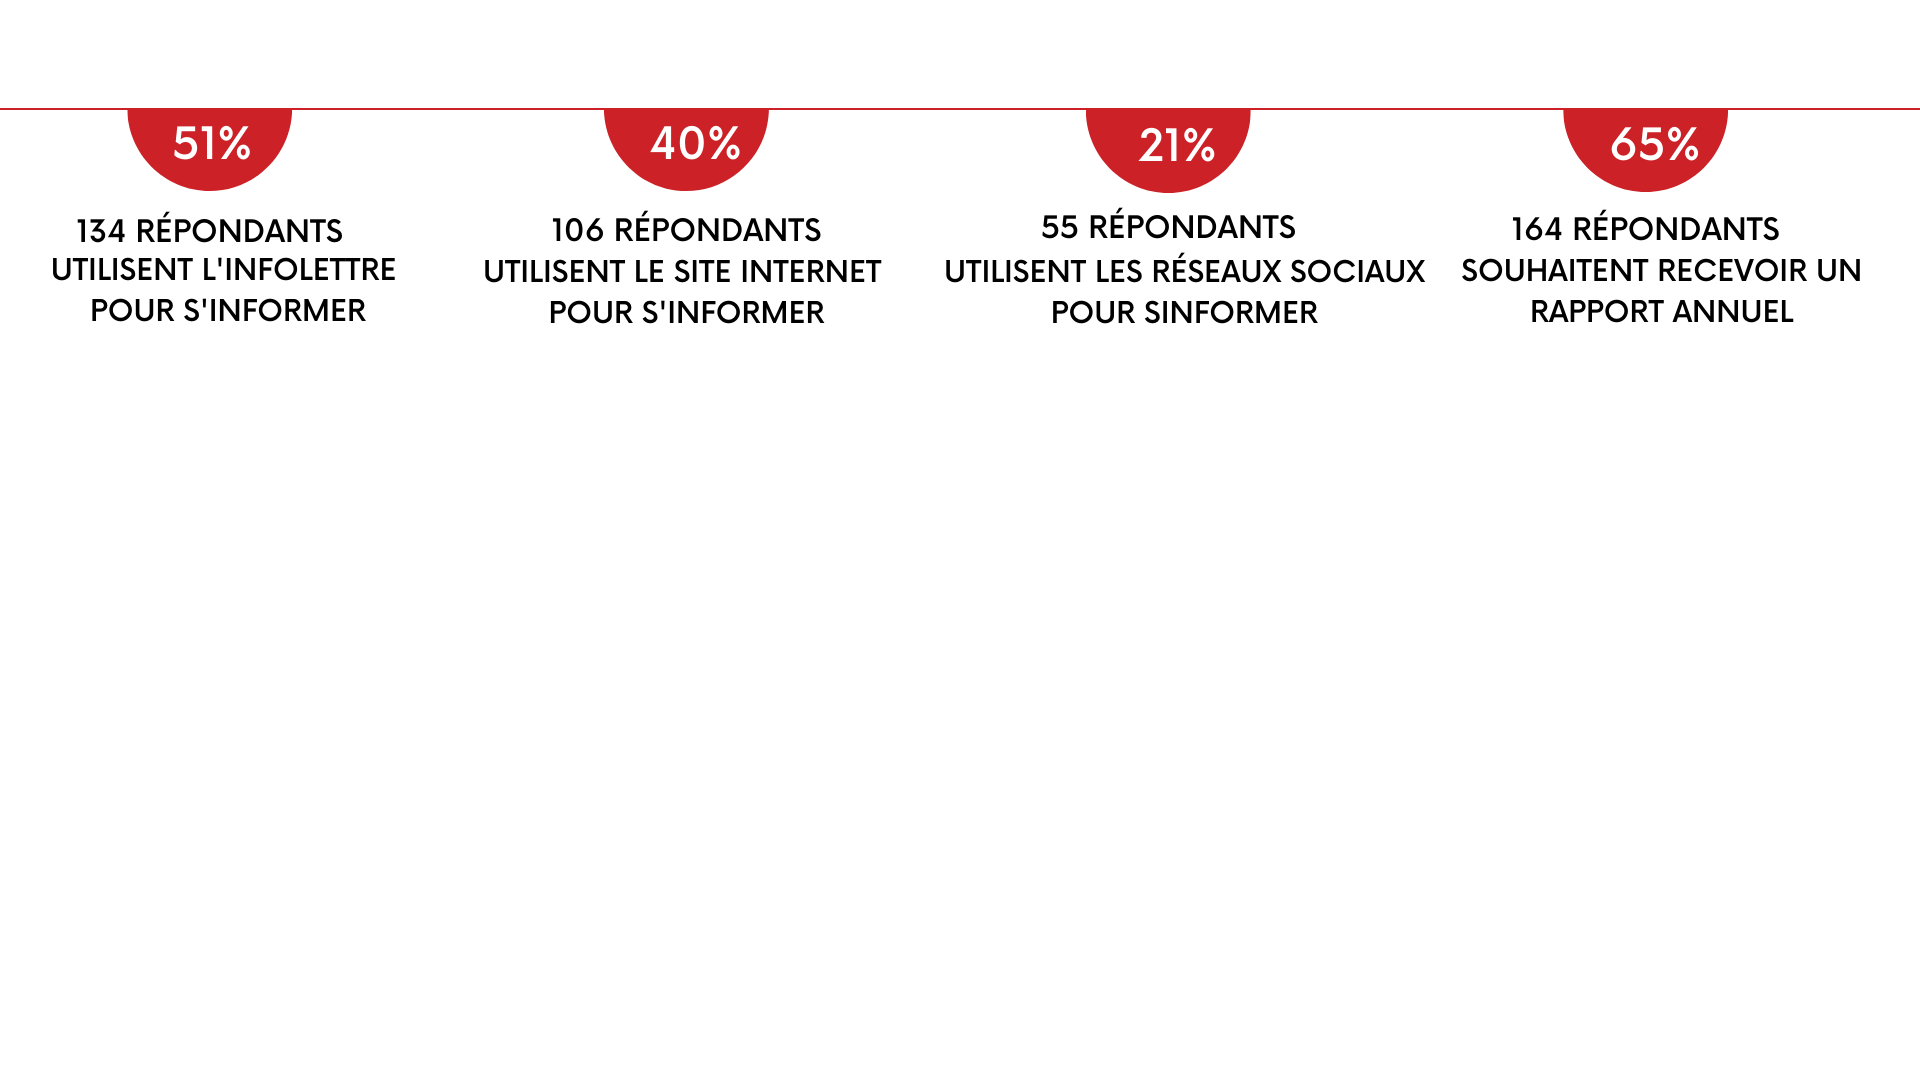 51%
134 RÉPONDANTS
UTILISENT L'INFOLETTRE
POUR S'INFORMER
40%
106 RÉPONDANTS
UTILISENT LE SITE INTERNET
POUR S'INFORMER
21%
55 RÉPONDANTS
UTILISENT LES RÉSEAUX SOCIAUX
POUR SINFORMER
65%
164 RÉPONDANTS
SOUHAITENT RECEVOIR UN
RAPPORT ANNUEL